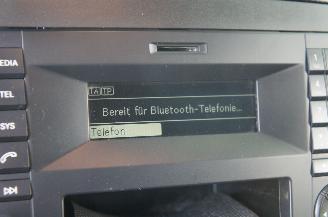 EDIA
TEL
SYS
TA TP
Bereit für Bluetooth-Telefonie...
Telefon